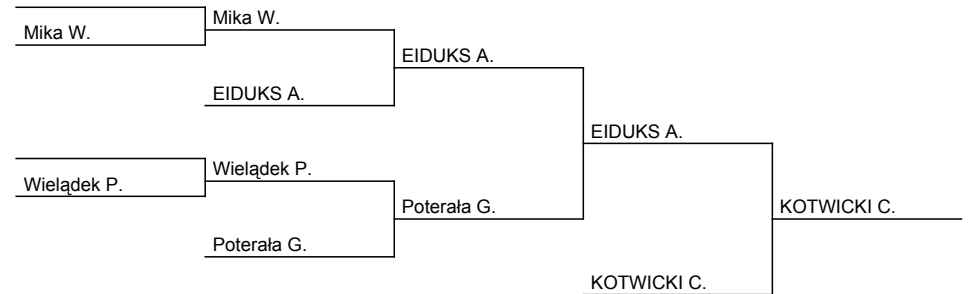 Mika W.
Mika W.
EIDUKS A.
EIDUKS A.
EIDUKS A.
Wielądek P.
Wielądek P.
Poterała G.
KOTWICKI C.
Poterała G.
KOTWICKI C.